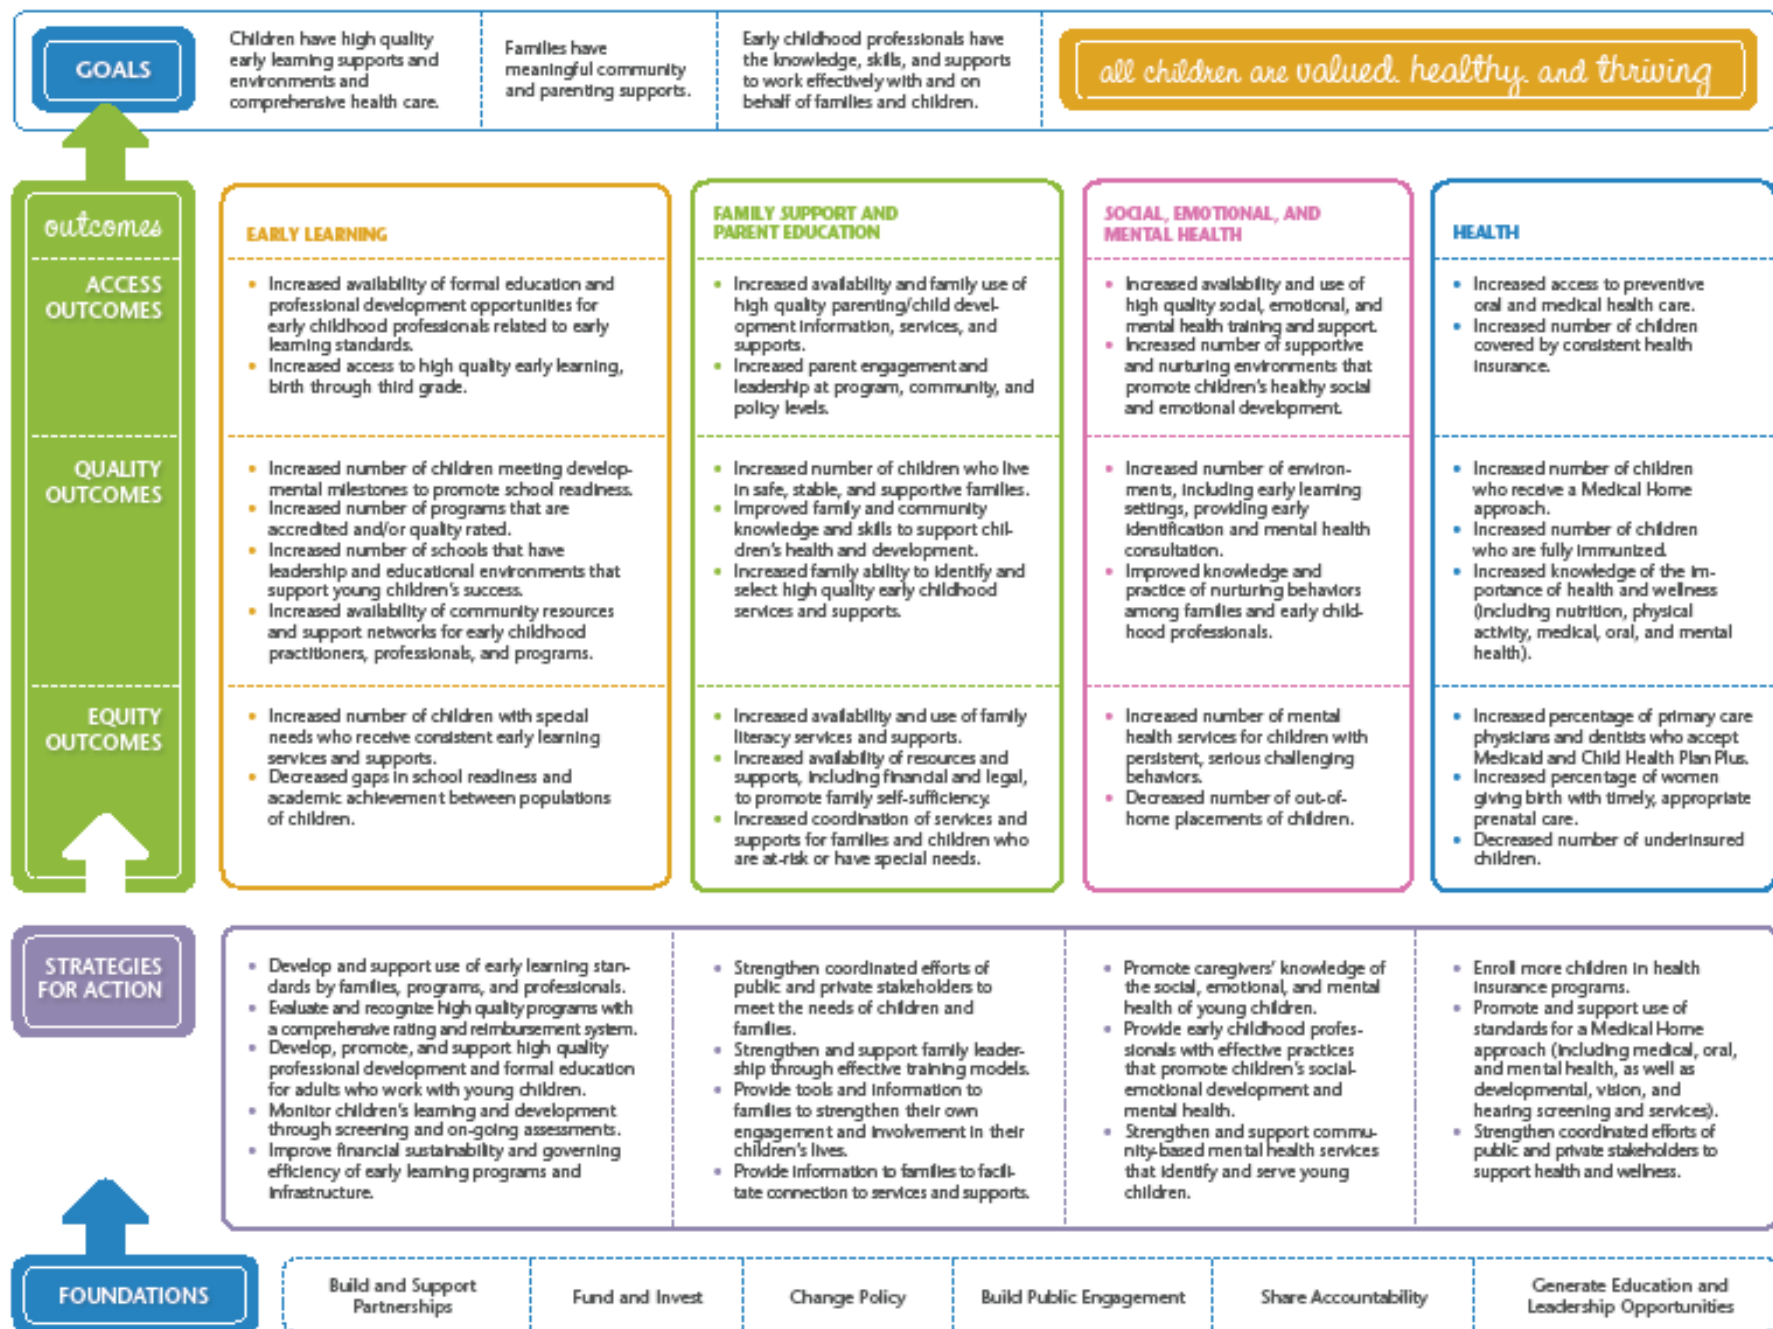 GOALS
Children have high quality
early learning supports and
environments and
comprehensive health care.
Families have
meaningful community
and parenting supports.
Early childhood professionals have
the knowledge, skills, and supports
to work effectively with and on
behalf of families and children.
all children are valued. healthy. and thriving
outcomes
EARLY LEARNING
FAMILY SUPPORT AND
PARENT EDUCATION
SOCIAL, EMOTIONAL, AND
MENTAL HEALTH
HEALTH
ACCESS
OUTCOMES
• Increased availability of formal education and
professional development opportunities for
early childhood professionals related to early
learning standards.
• Increased access to high quality early learning,
birth through third grade.
• Increased availability and family use of
high quality parenting/child devel-
opment information, services, and
supports.
• Increased parent engagement and
leadership at program, community, and
policy levels.
• Increased availability and use of
high quality social, emotional, and
mental health training and support.
• Increased number of supportive
and nurturing environments that
promote children's healthy social
and emotional development.
• Increased access to preventive
oral and medical health care.
• Increased number of children
covered by consistent health
insurance.
QUALITY
OUTCOMES
• Increased number of children meeting develop-
mental milestones to promote school readiness.
• Increased number of programs that are
accredited and/or quality rated.
• Increased number of schools that have
leadership and educational environments that
support young children's success.
• Increased availability of community resources
and support networks for early childhood
practitioners, professionals, and programs.
• Increased number of children who live
in safe, stable, and supportive families.
• Improved family and community
knowledge and skills to support chil-
dren's health and development.
• Increased family ability to identify and
select high quality early childhood
services and supports.
• Increased number of environ-
ments, including early learning
settings, providing early
identification and mental health
consultation.
• Improved knowledge and
practice of nurturing behaviors
among families and early child-
hood professionals.
• Increased number of children
who receive a Medical Home
approach.
• Increased number of children
who are fully immunized.
• Increased knowledge of the im-
portance of health and wellness
(including nutrition, physical
activity, medical, oral, and mental
health).
EQUITY
OUTCOMES
• Increased number of children with special
needs who receive consistent early learning
services and supports.
• Decreased gaps in school readiness and
academic achievement between populations
of children.
• Increased availability and use of family
literacy services and supports.
• Increased availability of resources and
supports, including financial and legal,
to promote family self-sufficiency.
• Increased coordination of services and
supports for families and children who
are at-risk or have special needs.
• Increased number of mental
health services for children with
persistent, serious challenging
behaviors.
• Decreased number of out-of-
home placements of children.
• Increased percentage of primary care
physicians and dentists who accept
Medicaid and Child Health Plan Plus.
• Increased percentage of women
giving birth with timely, appropriate
prenatal care.
• Decreased number of underinsured
children.
STRATEGIES
FOR ACTION
• Develop and support use of early learning stan-
dards by families, programs, and professionals.
• Evaluate and recognize high quality programs with
a comprehensive rating and reimbursement system.
• Develop, promote, and support high quality
professional development and formal education
for adults who work with young children.
• Monitor children's learning and development
through screening and on-going assessments.
• Improve financial sustainability and governing
efficiency of early learning programs and
infrastructure.
• Strengthen coordinated efforts of
public and private stakeholders to
meet the needs of children and
families.
• Strengthen and support family leader-
ship through effective training models.
• Provide tools and information to
families to strengthen their own
engagement and involvement in their
children's lives.
• Provide information to families to facili-
tate connection to services and supports.
• Promote caregivers' knowledge of
the social, emotional, and mental
health of young children.
• Provide early childhood profes-
sionals with effective practices
that promote children's social-
emotional development and
mental health.
• Strengthen and support commu-
nity-based mental health services
that identify and serve young
children.
• Enroll more children in health
insurance programs.
• Promote and support use of
standards for a Medical Home
approach (including medical, oral,
and mental health, as well as
developmental, vision, and
hearing screening and services).
• Strengthen coordinated efforts of
public and private stakeholders to
support health and wellness.
FOUNDATIONS
Build and Support
Partnerships
Fund and Invest
Change Policy
Build Public Engagement
Share Accountability
Generate Education and
Leadership Opportunities